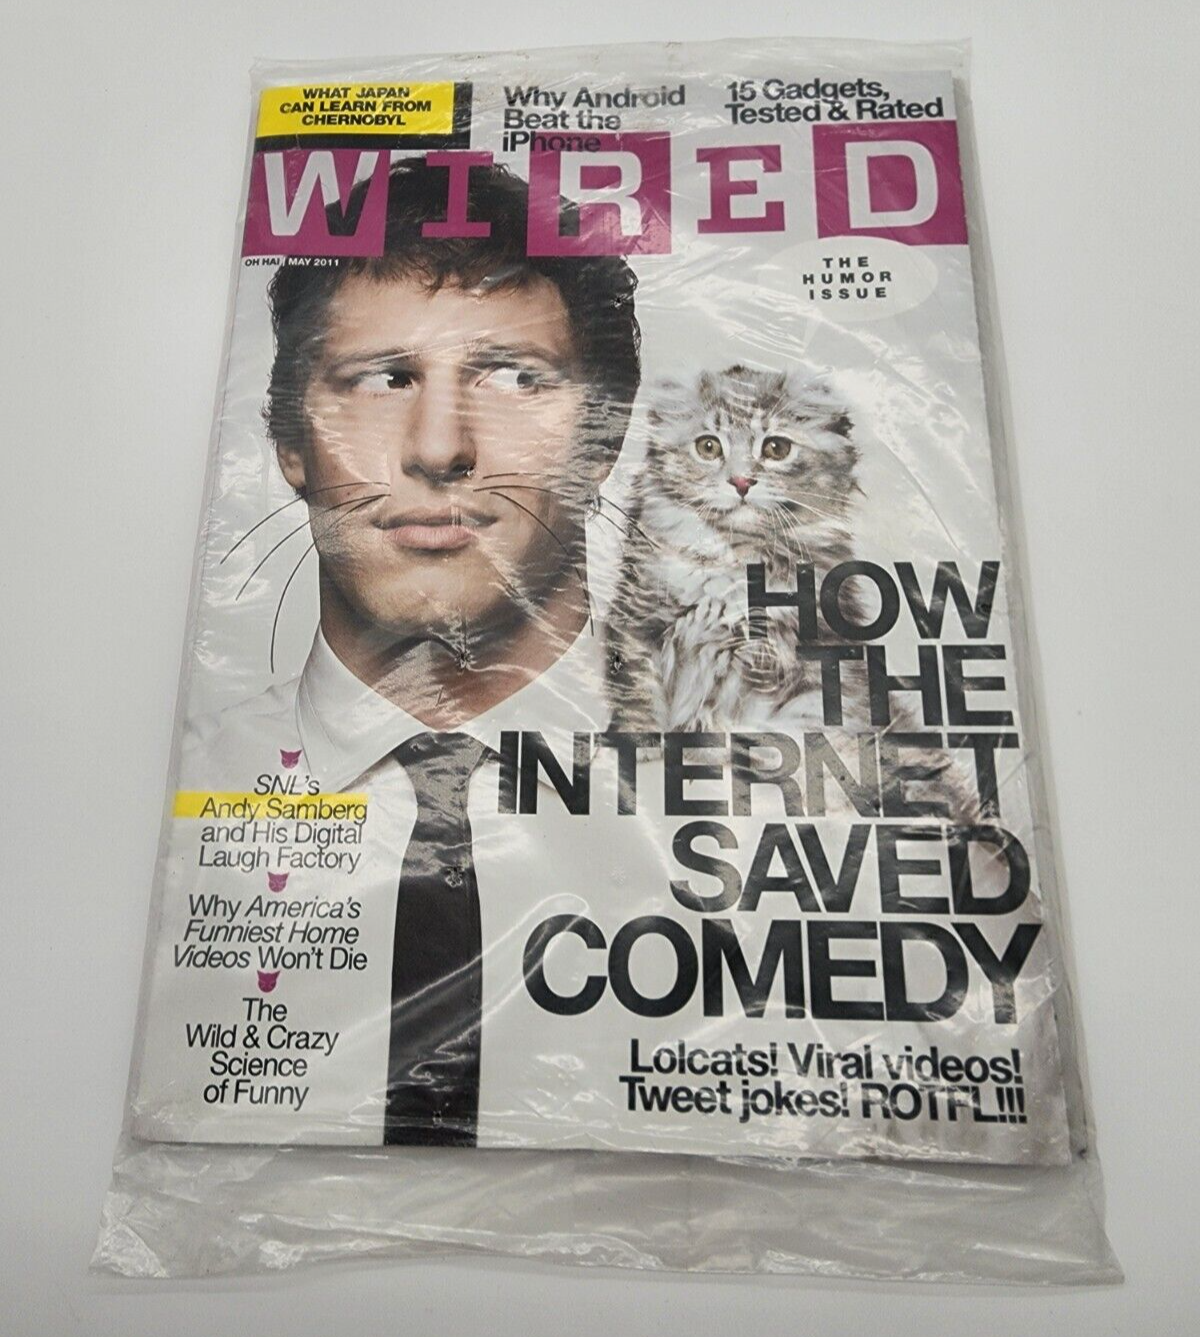 WHAT JAPAN
CAN LEARN FROM
CHERNOBYL
Why Android
Beat the
iPhone
15 Gadgets,
Tested & Rated
WIRED
OH HAI | MAY 2011
THE
HUMOR
ISSUE
HOW
THE
INTERNET
SAVED
COMEDY
Lolcats! Viral videos!
Tweet jokes! ROTFL!!!
SNL's
Andy Samberg
and His Digital
Laugh Factory
Why America's
Funniest Home
Videos Won't Die
The
Wild & Crazy
Science
of Funny